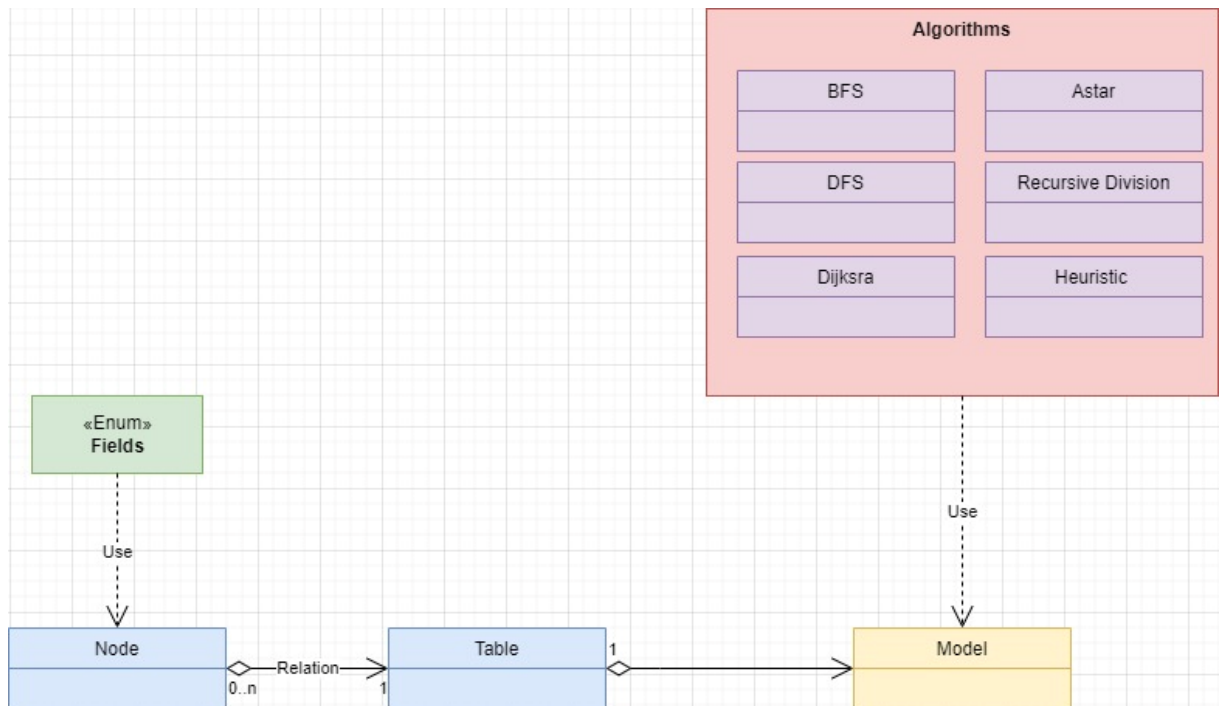 Algorithms
BFS
Astar
DFS
Recursive Division
Dijksra
Heuristic
«Enum»
Fields
Use
Use
Node
Relation
0..n
1
Table
1
Model